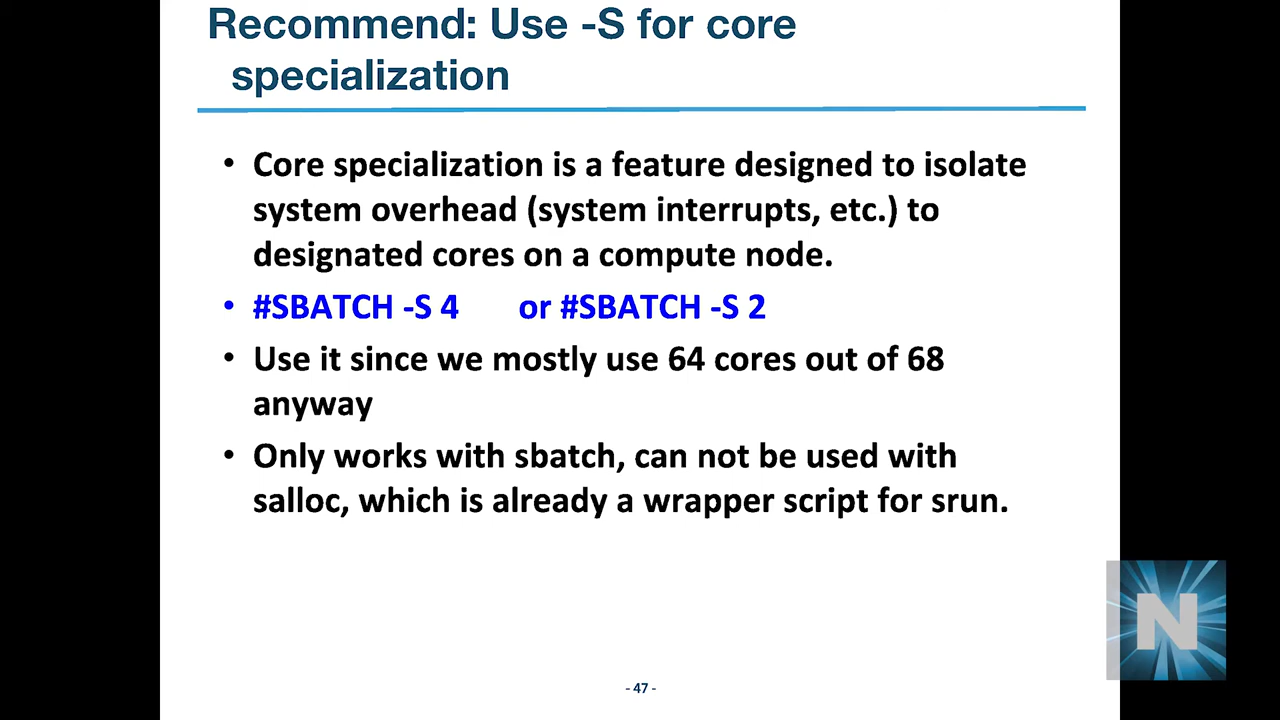 Recommend: Use -S for core
specialization
• Core specialization is a feature designed to isolate
system overhead (system interrupts, etc.) to
designated cores on a compute node.
• #SBATCH -S 4 or #SBATCH -S 2
• Use it since we mostly use 64 cores out of 68
anyway
• Only works with sbatch, can not be used with
salloc, which is already a wrapper script for srun.
N
- 47 -